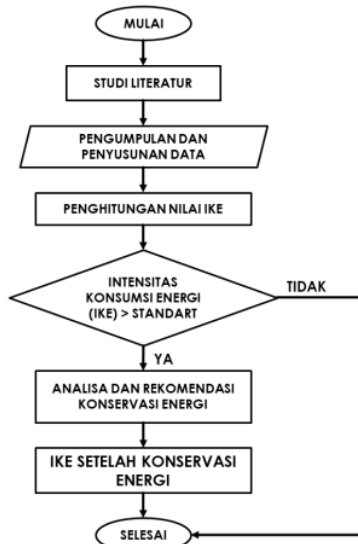 MULAI
STUDI LITERATUR
PENGUMPULAN DAN
PENYUSUNAN DATA
PENGHITUNGAN NILAI IKE
INTENSITAS
KONSUMSI ENERGI
(IKE) > STANDART
TIDAK
YA
ANALISA DAN REKOMENDASI
KONSERVASI ENERGI
IKE SETELAH KONSERVASI
ENERGI
SELESAI